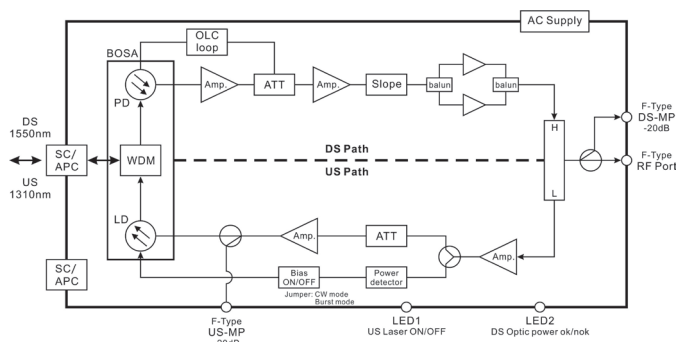 AC Supply
OLC
loop
BOSA
PD
Amp.
ATT
Amp.
Slope
balun
balun
F-Type
DS-MP
-20dB
H
DS
1550nm
SC/
APC
WDM
DS Path
US Path
F-Type
RF Port
US
1310nm
L
LD
Amp.
ATT
Amp.
SC/
APC
Bias
ON/OFF
Power
detector
Jumper: CW mode
Burst mode
F-Type
US-MP
-20dB
LED1
US Laser ON/OFF
LED2
DS Optic power ok/nok